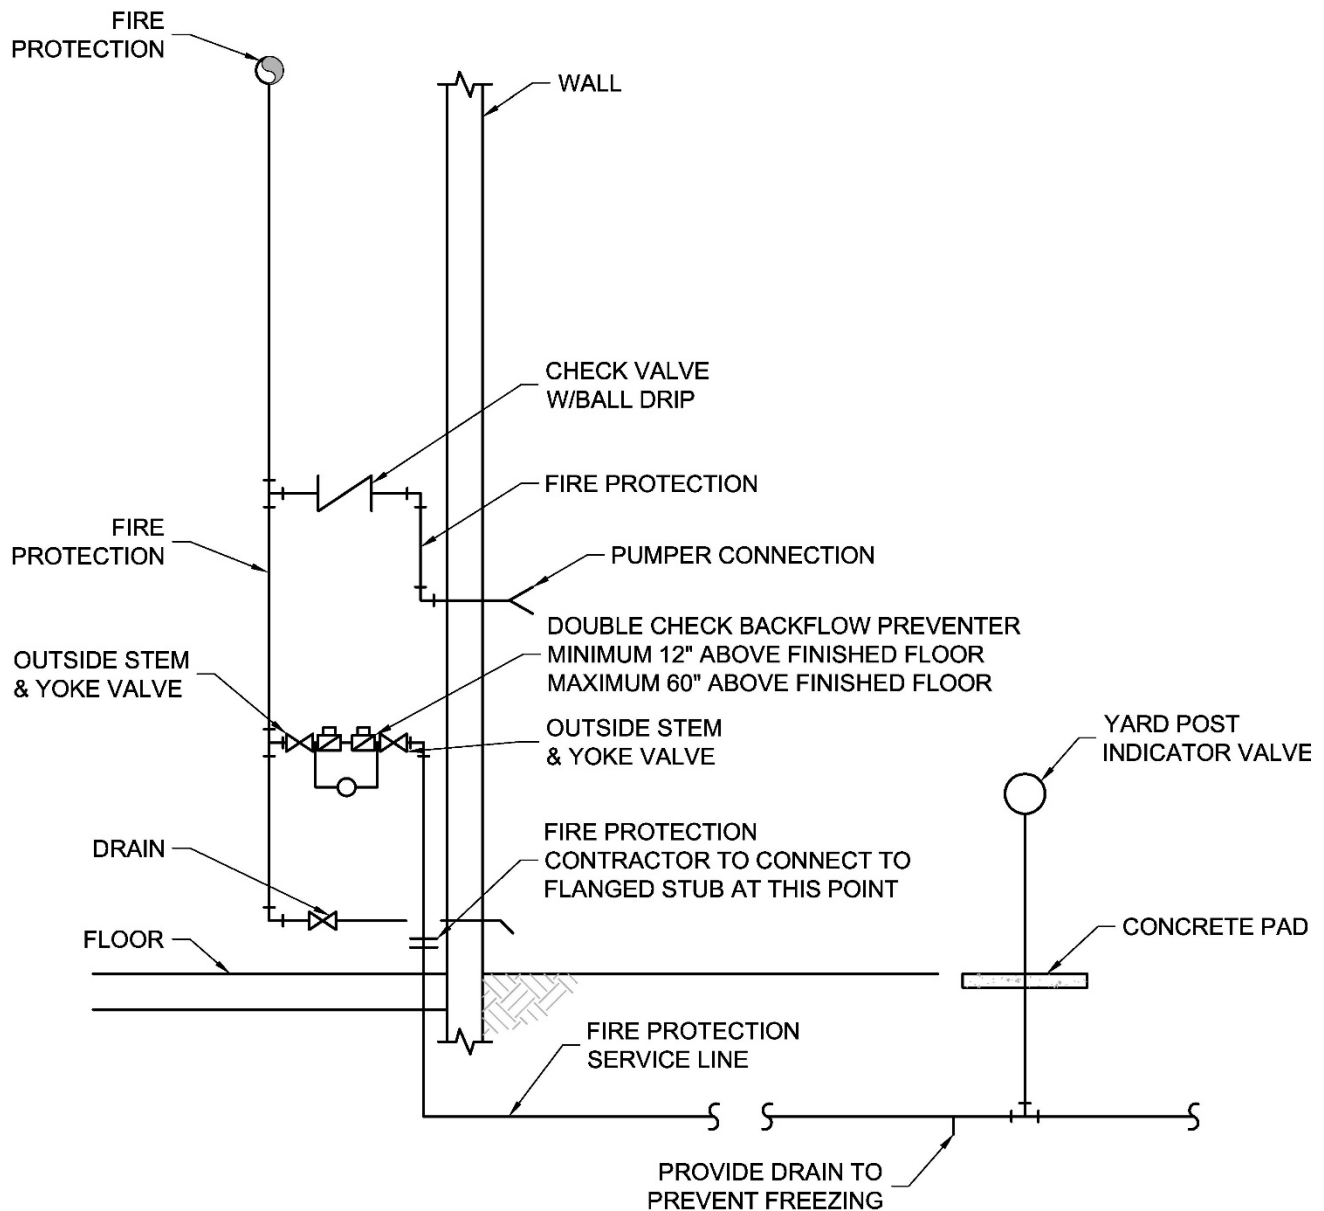 FIRE
PROTECTION
WALL
CHECK VALVE
W/BALL DRIP
FIRE PROTECTION
FIRE
PROTECTION
PUMPER CONNECTION
DOUBLE CHECK BACKFLOW PREVENTER
MINIMUM 12" ABOVE FINISHED FLOOR
MAXIMUM 60" ABOVE FINISHED FLOOR
OUTSIDE STEM
& YOKE VALVE
OUTSIDE STEM
& YOKE VALVE
YARD POST
INDICATOR VALVE
DRAIN
FIRE PROTECTION
CONTRACTOR TO CONNECT TO
FLANGED STUB AT THIS POINT
FLOOR
CONCRETE PAD
FIRE PROTECTION
SERVICE LINE
PROVIDE DRAIN TO
PREVENT FREEZING